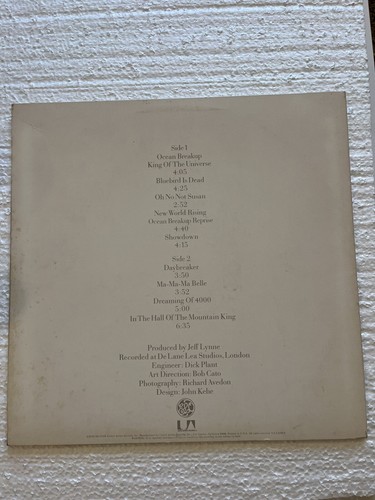 Side 1
Ocean Breakup
King Of The Universe
4:05
Bluebird Is Dead
4:25
Oh No Not Susan
2:52
New World Rising
Ocean Breakup Reprise
4:40
Showdown
4:15
Side 2
Daybreaker
3:50
Ma-Ma-Ma Belle
3:52
Dreaming Of 4000
5:00
In The Hall Of The Mountain King
6:35
Produced by Jeff Lynne
Recorded at De Lane Lea Studios, London
Engineer: Dick Plant
Art Direction: Bob Cato
Photography: Richard Avedon
Design: John Kehe
UA